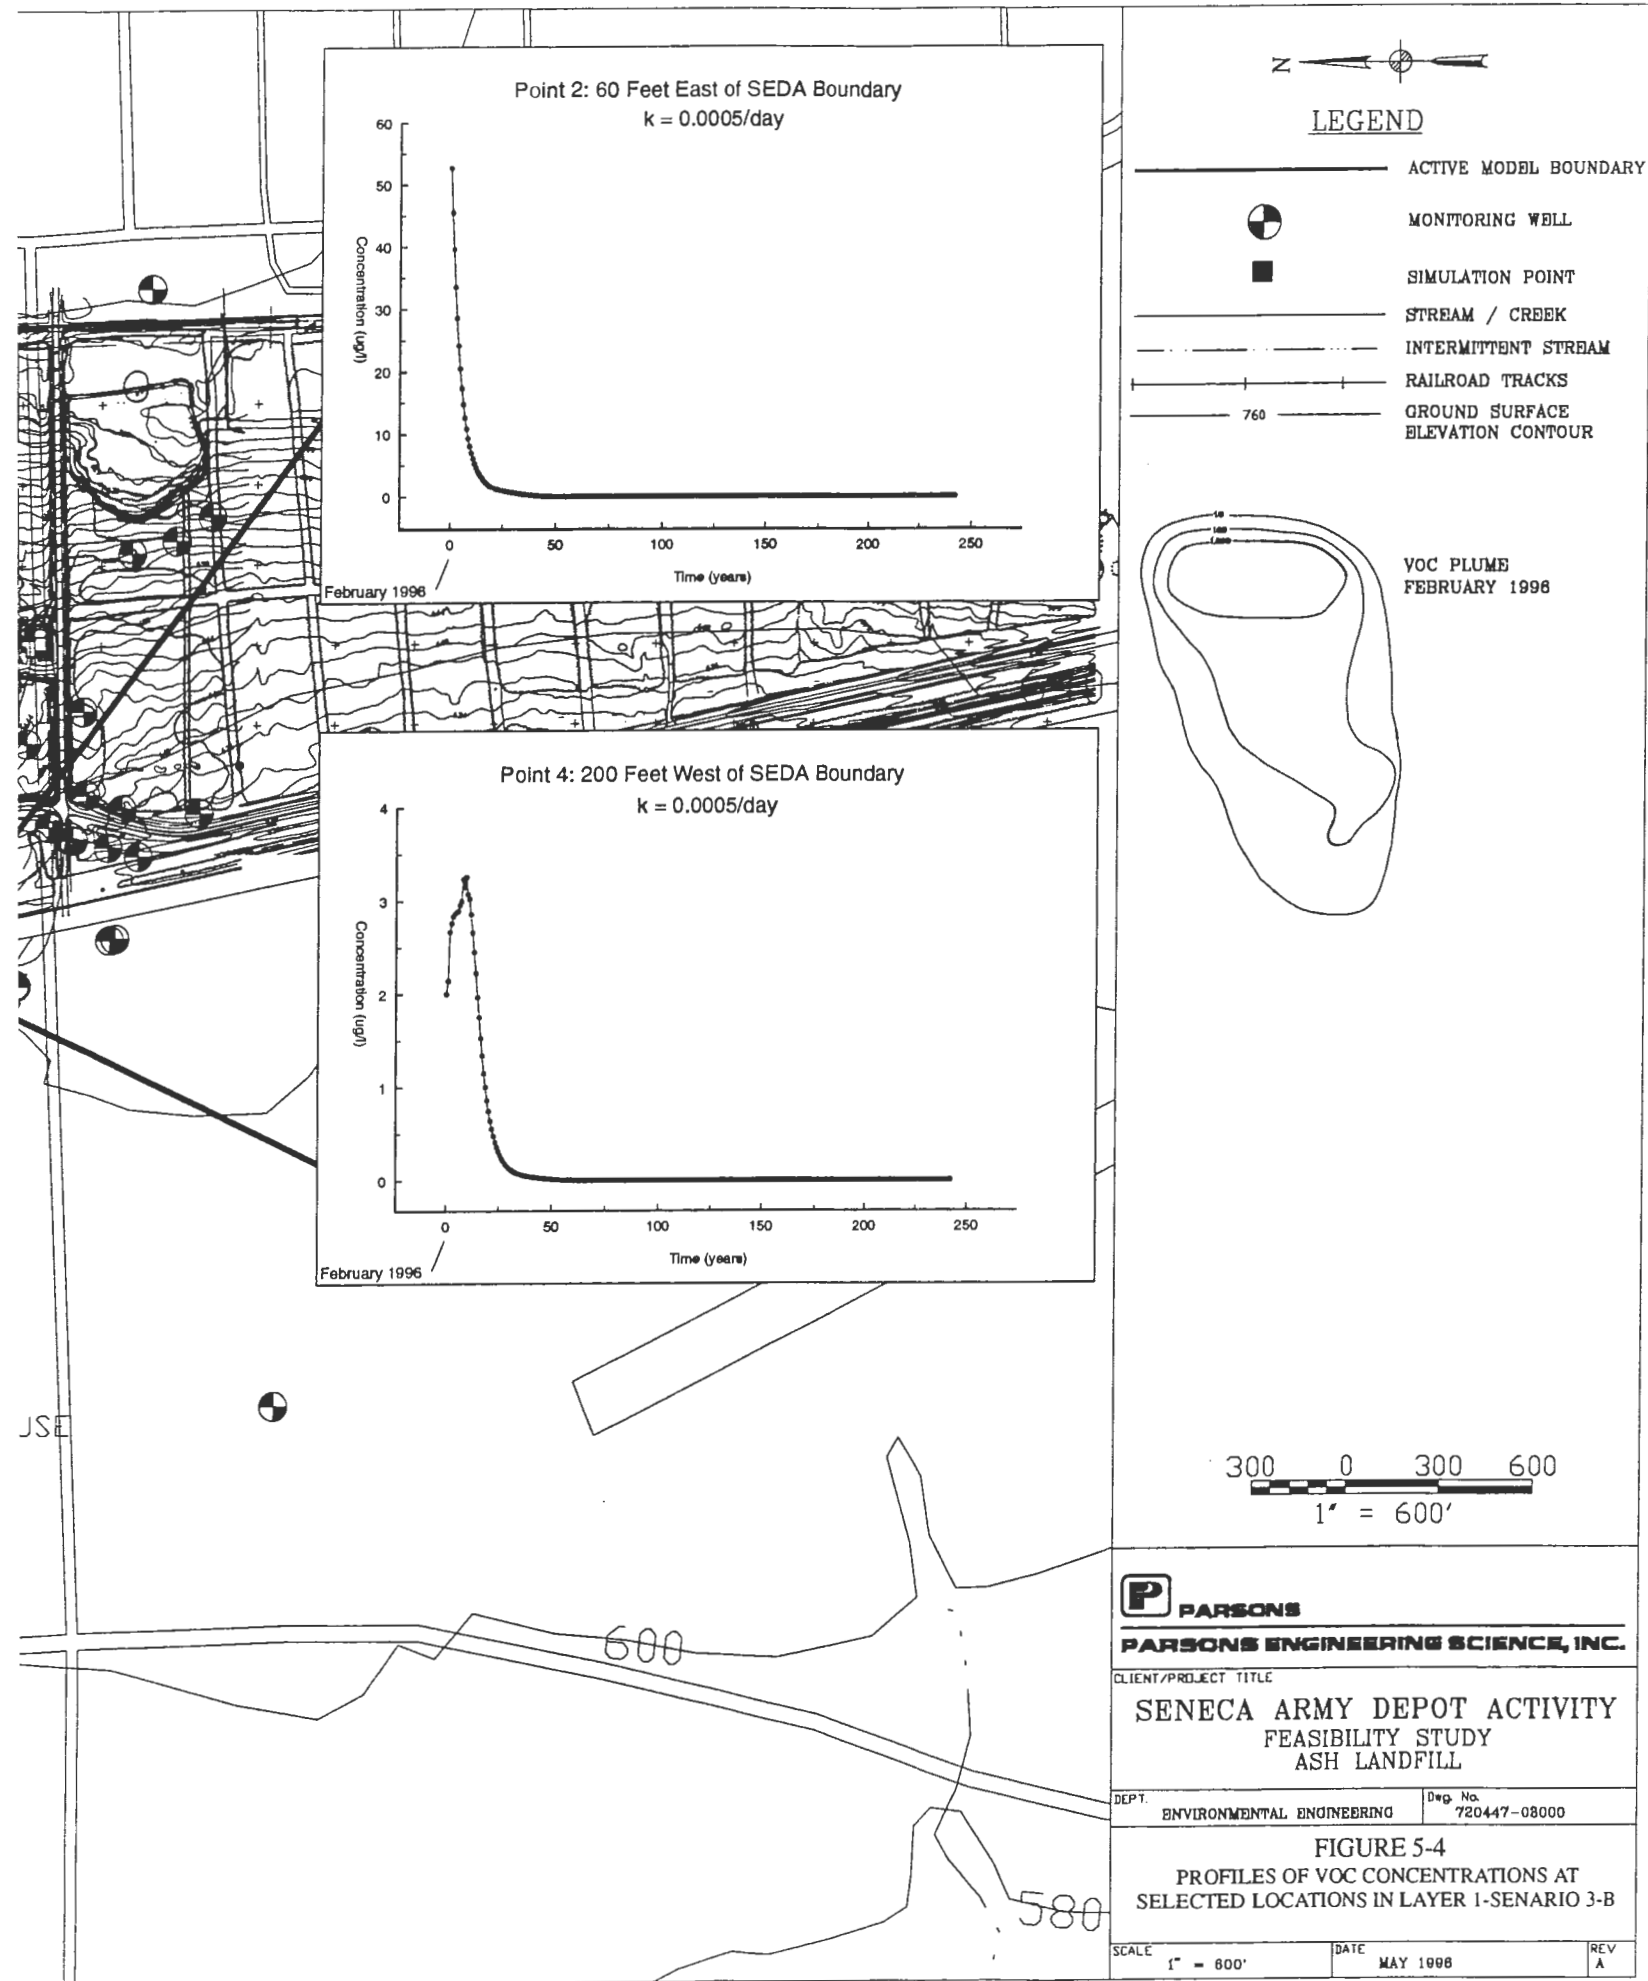 Point 2: 60 Feet East of SEDA Boundary
k = 0.0005/day
60
50
40
30
20
10
0
Concentration (ug/l)
0 50 100 150 200 250
Time (years)
February 1996
Point 4: 200 Feet West of SEDA Boundary
k = 0.0005/day
4
3
2
1
0
Concentration (ug/l)
0 50 100 150 200 250
Time (years)
February 1996
JSE
600
580
N
LEGEND
ACTIVE MODEL BOUNDARY
MONITORING WELL
SIMULATION POINT
STREAM / CREEK
INTERMITTENT STREAM
RAILROAD TRACKS
760
GROUND SURFACE
ELEVATION CONTOUR
VOC PLUME
FEBRUARY 1996
300 0 300 600
1" = 600'
P PARSONS
PARSONS ENGINEERING SCIENCE, INC.
CLIENT/PROJECT TITLE
SENECA ARMY DEPOT ACTIVITY
FEASIBILITY STUDY
ASH LANDFILL
DEPT.
ENVIRONMENTAL ENGINEERING
Dwg. No.
720447-08000
FIGURE 5-4
PROFILES OF VOC CONCENTRATIONS AT
SELECTED LOCATIONS IN LAYER 1-SENARIO 3-B
SCALE
1" = 600'
DATE
MAY 1996
REV
A